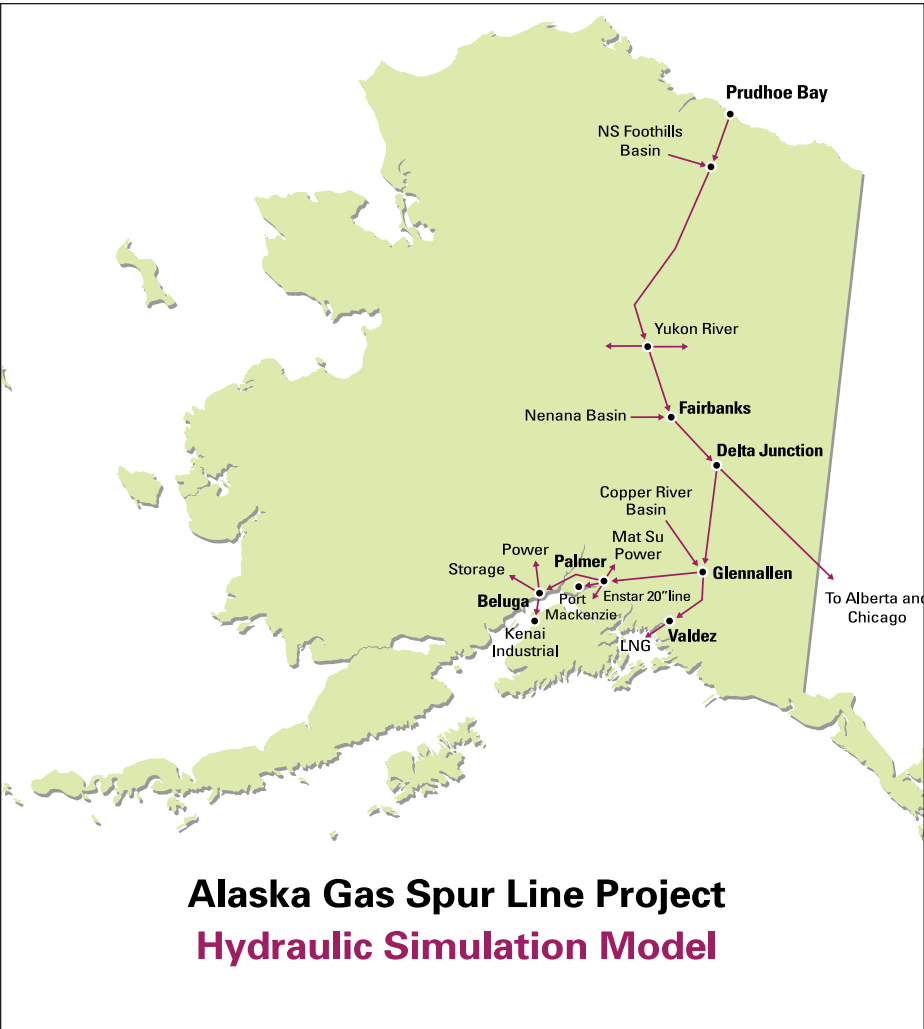 Prudhoe Bay
NS Foothills
Basin
Yukon River
Nenana Basin
Fairbanks
Delta Junction
Copper River
Basin
Mat Su
Power
Power
Palmer
Storage
Glennallen
Beluga
Port
Mackenzie
Enstar 20"line
To Alberta and
Chicago
Kenai
Industrial
LNG
Valdez
Alaska Gas Spur Line Project
Hydraulic Simulation Model